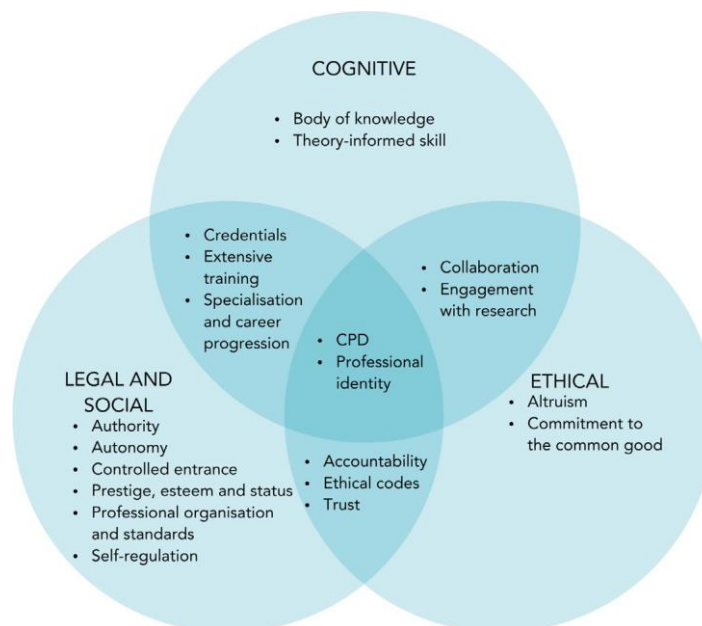 COGNITIVE
• Body of knowledge
• Theory-informed skill
• Credentials
• Extensive
training
• Specialisation
and career
progression
• Collaboration
• Engagement
with research
• CPD
• Professional
identity
LEGAL AND
SOCIAL
• Authority
• Autonomy
• Controlled entrance
• Prestige, esteem and status
• Professional organisation
and standards
• Self-regulation
ETHICAL
• Altruism
• Commitment to
the common good
• Accountability
• Ethical codes
• Trust